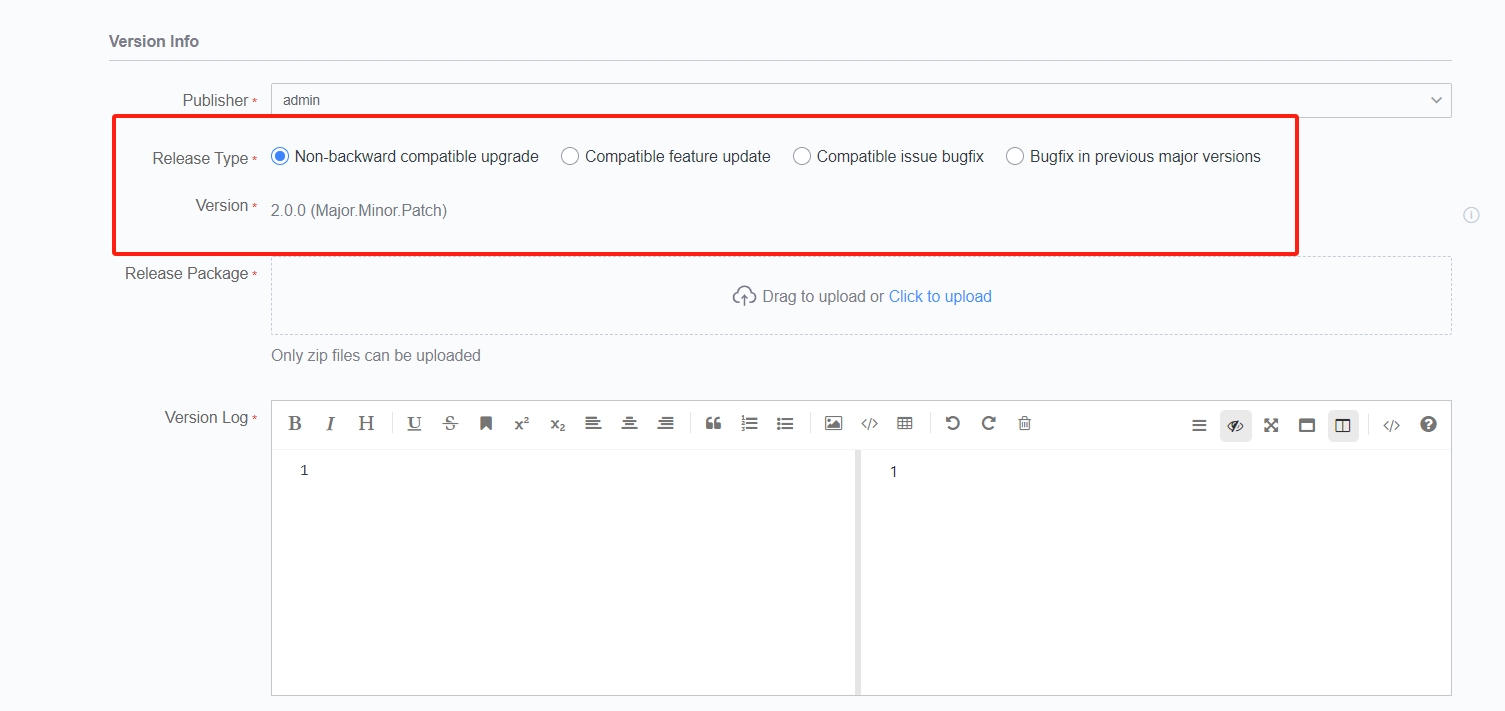 Version Info
Publisher * admin
Release Type * Non-backward compatible upgrade Compatible feature update Compatible issue bugfix Bugfix in previous major versions
Version * 2.0.0 (Major.Minor.Patch)
Release Package * Drag to upload or Click to upload
Only zip files can be uploaded
Version Log *
B I H U S x² x₂
1 1